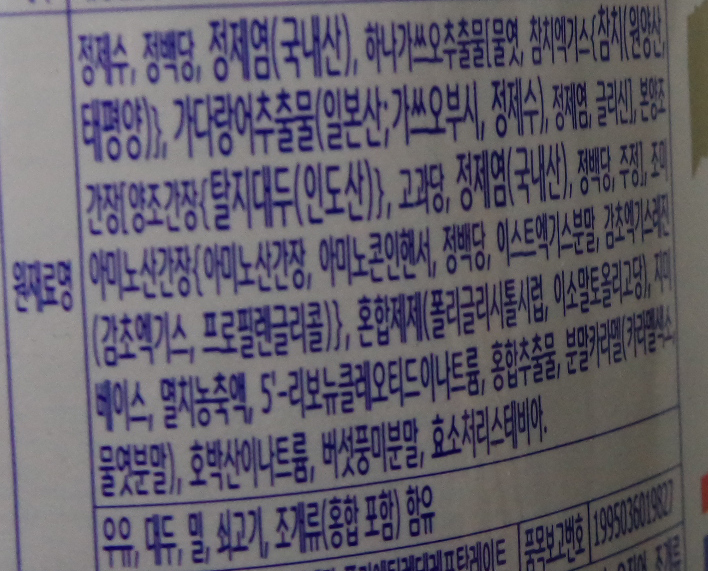 정제수, 정백당, 정제염(국내산), 하나가쓰오추출물[물엿, 참치엑기스{참치(원양산,
태평양)}, 가다랑어추출물(일본산;가쓰오부시, 정제수), 정제염, 글리신], 본양조
간장[양조간장{탈지대두(인도산)}, 고과당, 정제염(국내산), 정백당, 주정], 조미
원재료명
아미노산간장{아미노산간장, 아미노콘인핸서, 정백당, 이스트엑기스분말, 감초엑기스레진
(감초엑기스, 프로필렌글리콜)}, 혼합제제(폴리글리시톨시럽, 이소말토올리고당), 지미
베이스, 멸치농축액, 5'-리보뉴클레오티드이나트륨, 홍합추출물, 분말카라멜(카라멜색소,
물엿분말), 호박산이나트륨, 버섯풍미분말, 효소처리스테비아.
우유, 대두, 밀, 쇠고기, 조개류(홍합 포함) 함유
품목보고번호 1995036019827